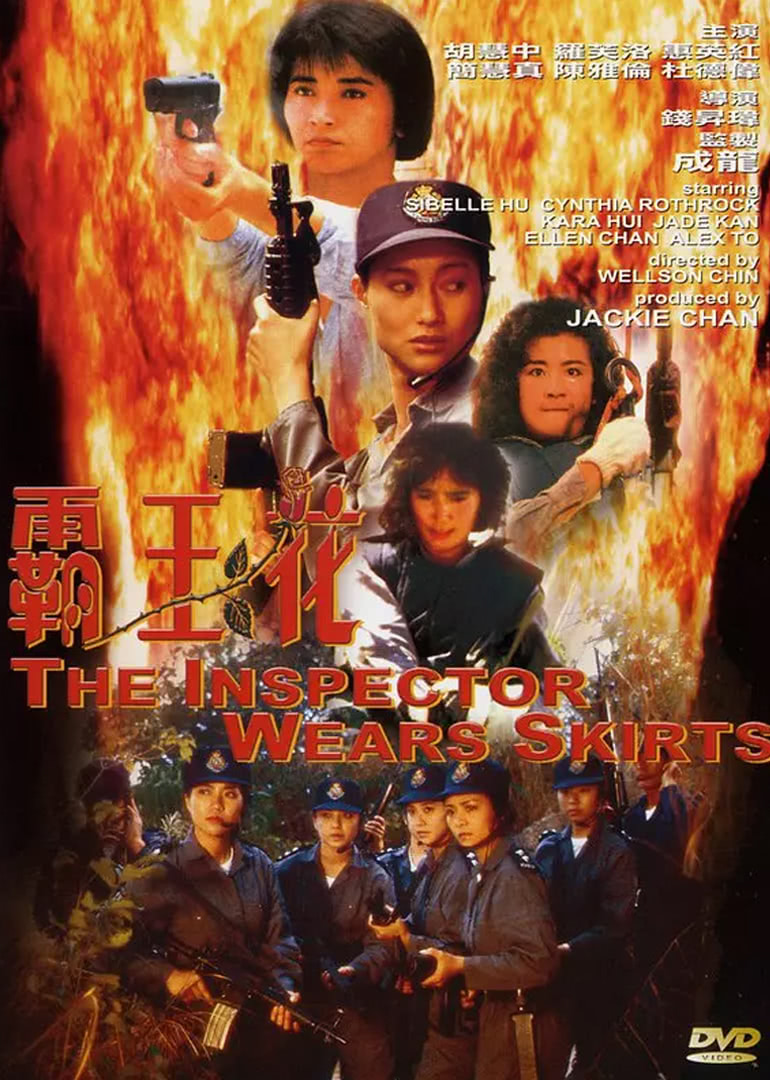 主演
胡慧中 羅芙洛 惠英紅
簡慧真 陳雅倫 杜德偉
導演
錢昇瑋
監製
成龍
starring
SIBELLE HU CYNTHIA ROTHROCK
KARA HUI JADE KAN
ELLEN CHAN ALEX TO
directed by
WELLSON CHIN
produced by
JACKIE CHAN
霸王花
THE INSPECTOR
WEARS SKIRTS
DVD
VIDEO